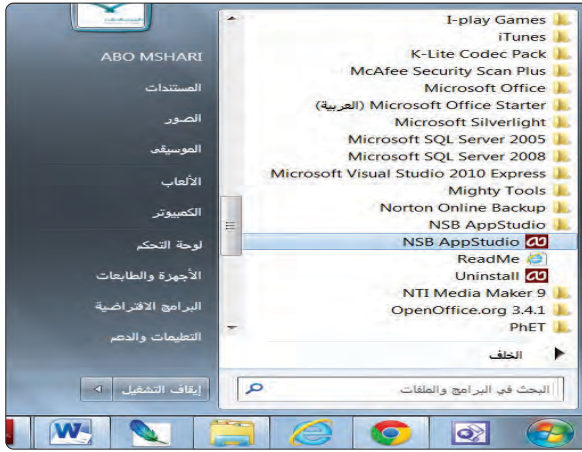 I-play Games
iTunes
K-Lite Codec Pack
McAfee Security Scan Plus
Microsoft Office
Microsoft Office Starter (العربية)
Microsoft Silverlight
Microsoft SQL Server 2005
Microsoft SQL Server 2008
Microsoft Visual Studio 2010 Express
Mighty Tools
Norton Online Backup
NSB AppStudio
NSB AppStudio
ReadMe
Uninstall
NTI Media Maker 9
OpenOffice.org 3.4.1
PhET
الخلف
البحث في البرامج والملفات
ABO MSHARI
المستندات
الصور
الموسيقى
الألعاب
الكمبيوتر
لوحة التحكم
الأجهزة والطابعات
البرامج الافتراضية
التعليمات والدعم
إيقاف التشغيل